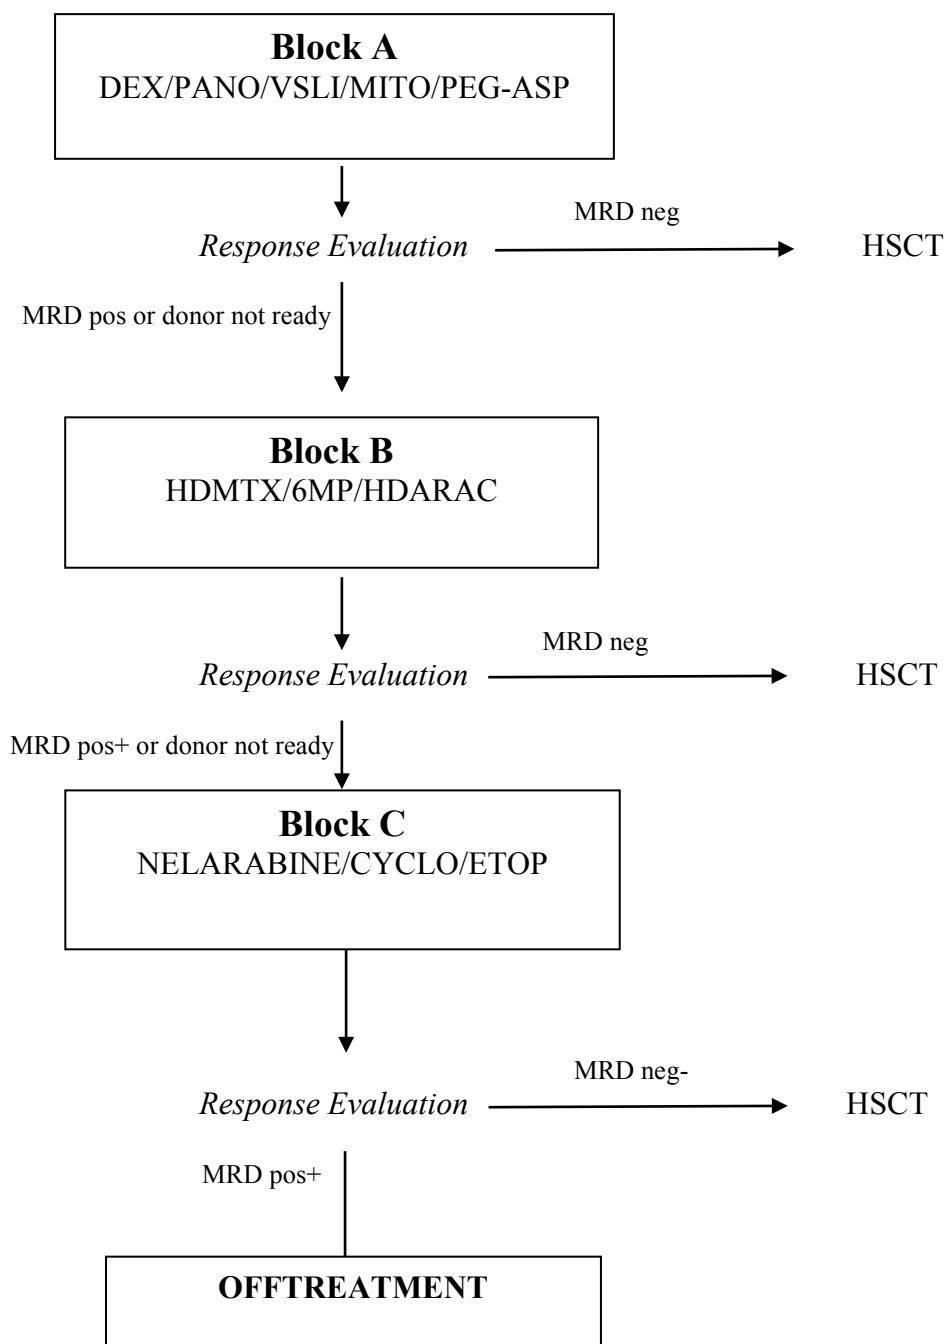 Block A
DEX/PANO/VSLI/MITO/PEG-ASP
MRD neg
Response Evaluation
HSCT
MRD pos or donor not ready
Block B
HDMTX/6MP/HDARAC
MRD neg
Response Evaluation
HSCT
MRD pos+ or donor not ready
Block C
NELARABINE/CYCLO/ETOP
MRD neg-
Response Evaluation
HSCT
MRD pos+
OFFTREATMENT